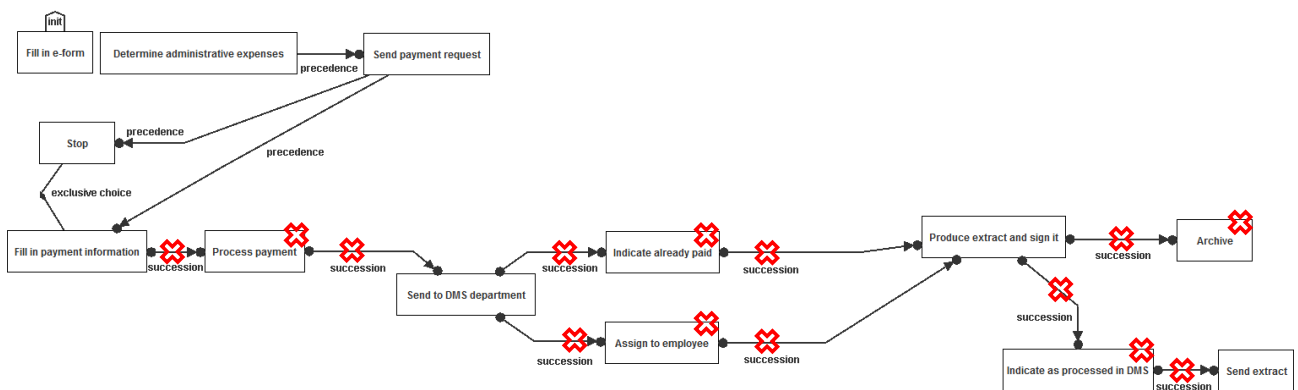 init
Fill in e-form
Determine administrative expenses
precedence
Send payment request
Stop
precedence
precedence
exclusive choice
Fill in payment information
succession
Process payment
succession
Send to DMS department
succession
Indicate already paid
succession
Produce extract and sign it
succession
Archive
succession
Assign to employee
succession
succession
Indicate as processed in DMS
succession
Send extract